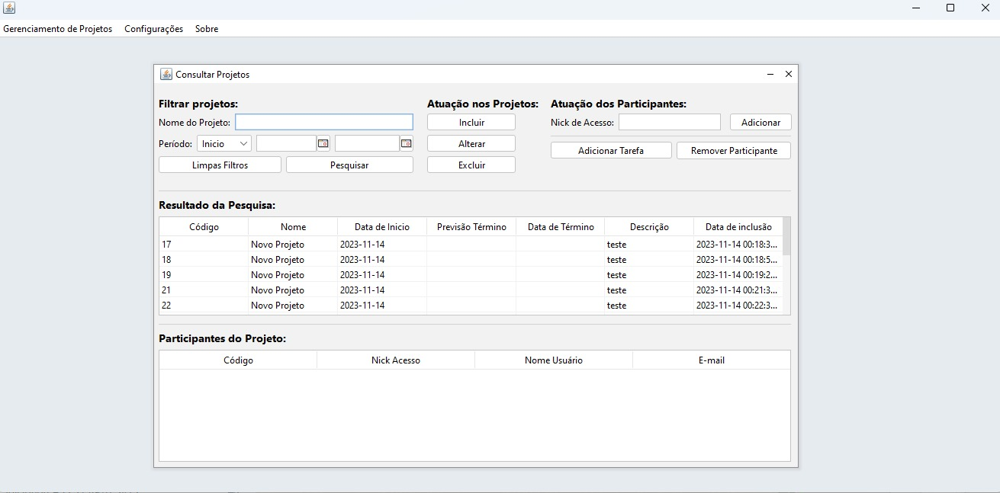 Gerenciamento de Projetos Configurações Sobre
Consultar Projetos
Filtrar projetos: Atuação nos Projetos: Atuação dos Participantes:
Nome do Projeto: Incluir Nick de Acesso: Adicionar
Período: Inicio Alterar Adicionar Tarefa Remover Participante
Limpas Filtros Pesquisar Excluir
Resultado da Pesquisa:
Código Nome Data de Inicio Previsão Término Data de Término Descrição Data de inclusão
17 Novo Projeto 2023-11-14 teste 2023-11-14 00:18:3...
18 Novo Projeto 2023-11-14 teste 2023-11-14 00:18:5...
19 Novo Projeto 2023-11-14 teste 2023-11-14 00:19:2...
21 Novo Projeto 2023-11-14 teste 2023-11-14 00:21:3...
22 Novo Projeto 2023-11-14 teste 2023-11-14 00:22:3...
Participantes do Projeto:
Código Nick Acesso Nome Usuário E-mail